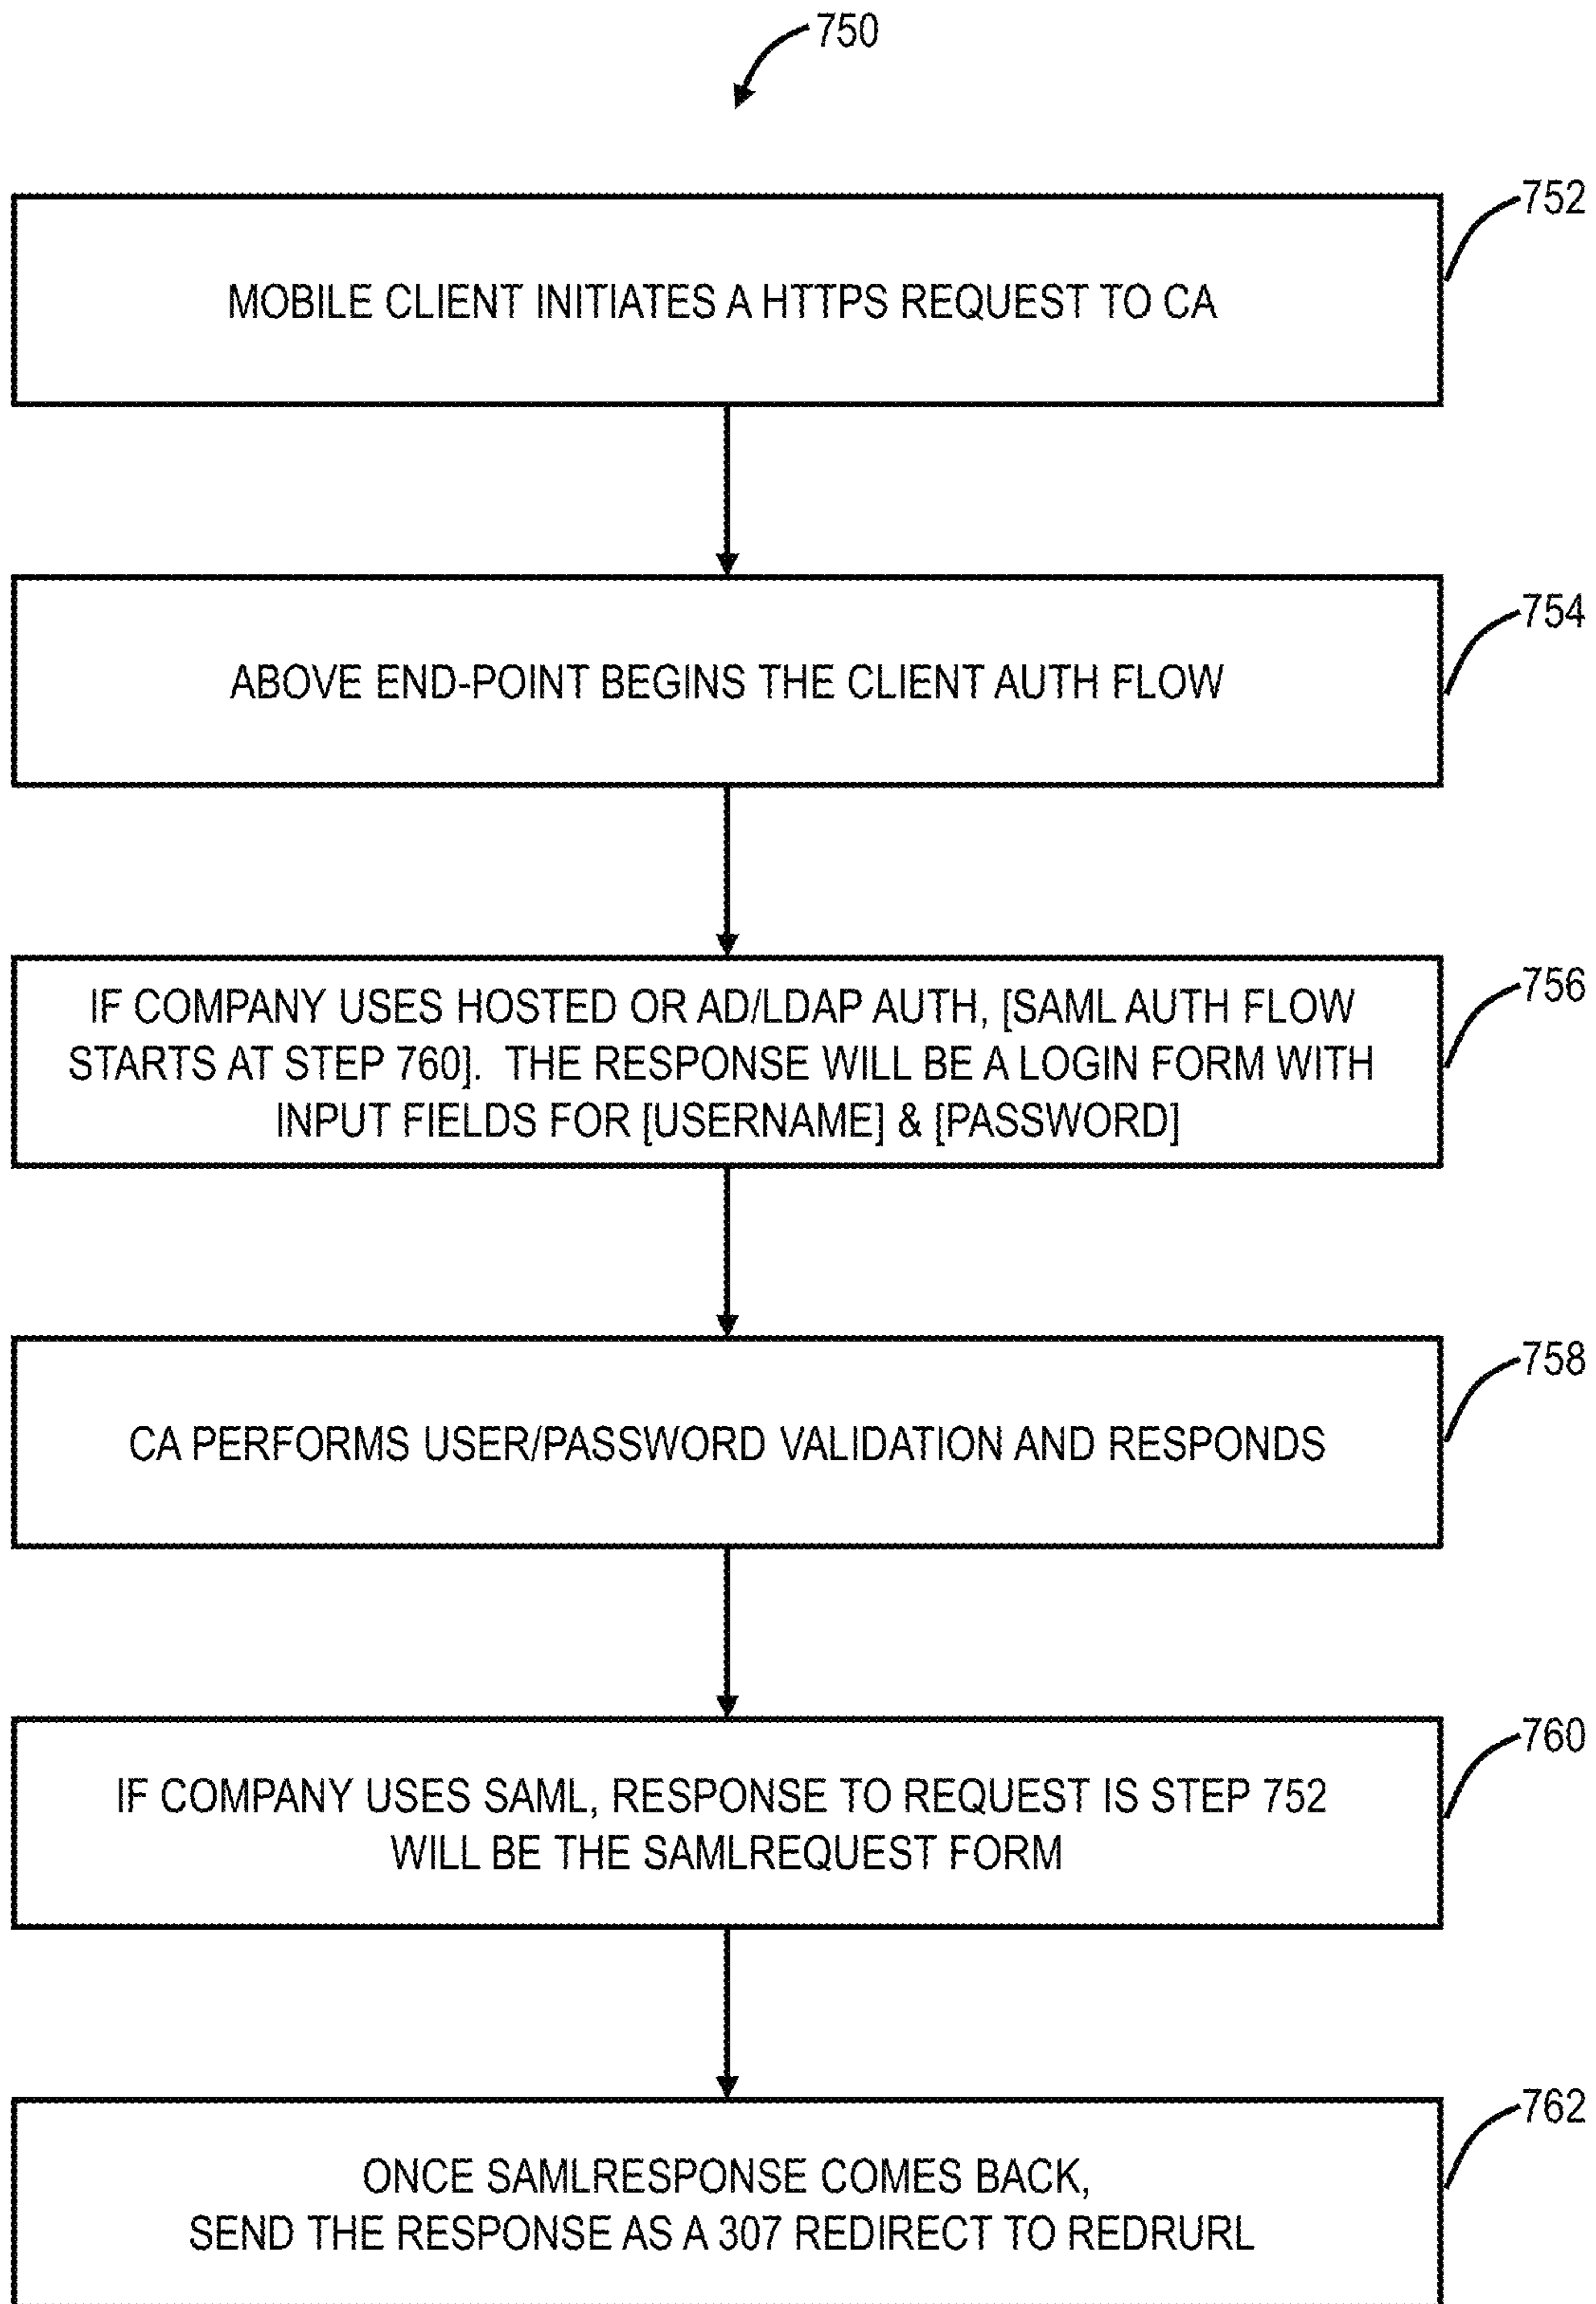 750
752
MOBILE CLIENT INITIATES A HTTPS REQUEST TO CA
754
ABOVE END-POINT BEGINS THE CLIENT AUTH FLOW
756
IF COMPANY USES HOSTED OR AD/LDAP AUTH, [SAML AUTH FLOW
STARTS AT STEP 760]. THE RESPONSE WILL BE A LOGIN FORM WITH
INPUT FIELDS FOR [USERNAME] & [PASSWORD]
758
CA PERFORMS USER/PASSWORD VALIDATION AND RESPONDS
760
IF COMPANY USES SAML, RESPONSE TO REQUEST IS STEP 752
WILL BE THE SAMLREQUEST FORM
762
ONCE SAMLRESPONSE COMES BACK,
SEND THE RESPONSE AS A 307 REDIRECT TO REDRURL